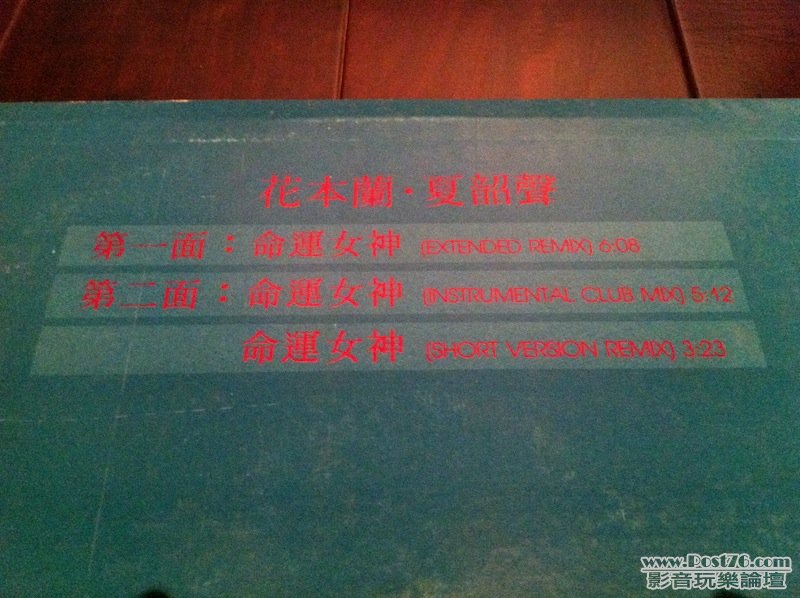 花本蘭·夏韶聲
第一面：命運女神 (EXTENDED REMIX) 6:08
第二面：命運女神 (INSTRUMENTAL CLUB MIX) 5:12
命運女神 (SHORT VERSION REMIX) 3:23
www.Post76.com
影音玩樂論壇